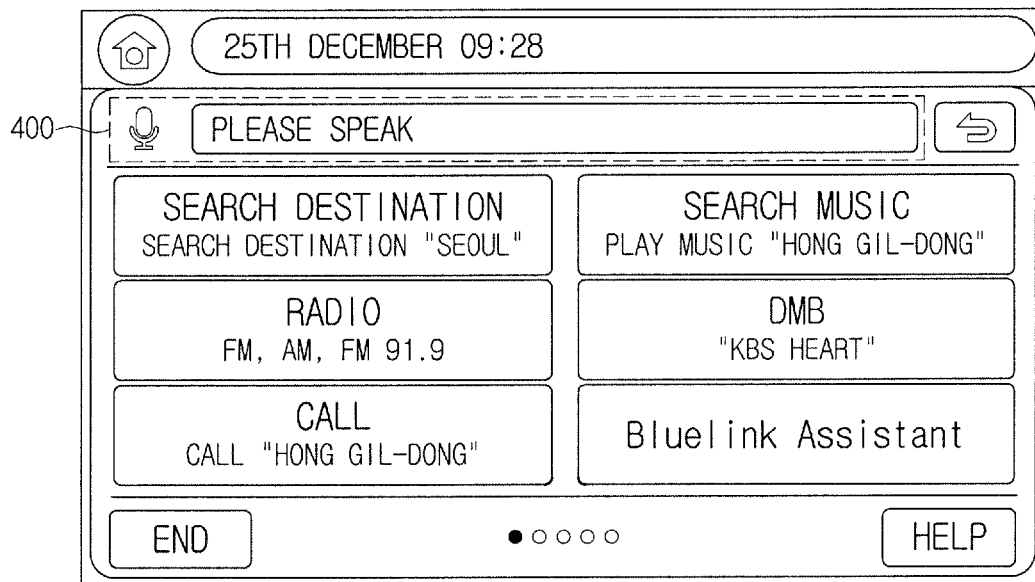 25TH DECEMBER 09:28
400
PLEASE SPEAK
SEARCH DESTINATION
SEARCH DESTINATION "SEOUL"
SEARCH MUSIC
PLAY MUSIC "HONG GIL-DONG"
RADIO
FM, AM, FM 91.9
DMB
"KBS HEART"
CALL
CALL "HONG GIL-DONG"
Bluelink Assistant
END
HELP